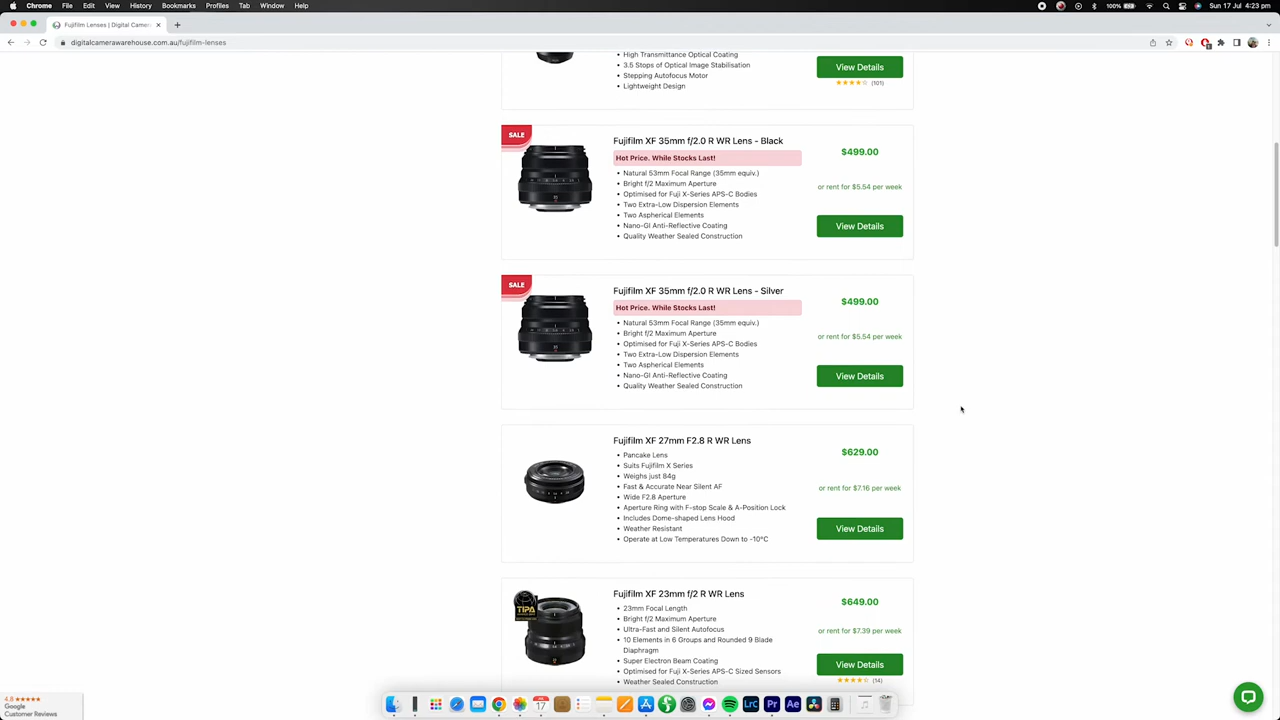 Chrome File Edit View History Bookmarks Profiles Tab Window Help
100% Sun 17 Jul 4:23 pm
Fujifilm Lenses | Digital Camer
digitalcamerawarehouse.com.au/fujifilm-lenses
• High Transmittance Optical Coating
• 3.5 Stops of Optical Image Stabilisation
• Stepping Autofocus Motor
• Lightweight Design
View Details
(101)
SALE
Fujifilm XF 35mm f/2.0 R WR Lens - Black
Hot Price. While Stocks Last!
• Natural 53mm Focal Range (35mm equiv.)
• Bright f/2 Maximum Aperture
• Optimised for Fuji X-Series APS-C Bodies
• Two Extra-Low Dispersion Elements
• Two Aspherical Elements
• Nano-GI Anti-Reflective Coating
• Quality Weather Sealed Construction
$499.00
or rent for $5.54 per week
View Details
SALE
Fujifilm XF 35mm f/2.0 R WR Lens - Silver
Hot Price. While Stocks Last!
• Natural 53mm Focal Range (35mm equiv.)
• Bright f/2 Maximum Aperture
• Optimised for Fuji X-Series APS-C Bodies
• Two Extra-Low Dispersion Elements
• Two Aspherical Elements
• Nano-GI Anti-Reflective Coating
• Quality Weather Sealed Construction
$499.00
or rent for $5.54 per week
View Details
Fujifilm XF 27mm F2.8 R WR Lens
• Pancake Lens
• Suits Fujifilm X Series
• Weighs just 84g
• Fast & Accurate Near Silent AF
• Wide F2.8 Aperture
• Aperture Ring with F-stop Scale & A-Position Lock
• Includes Dome-shaped Lens Hood
• Weather Resistant
• Operate at Low Temperatures Down to -10°C
$629.00
or rent for $7.16 per week
View Details
TIPA
Fujifilm XF 23mm f/2 R WR Lens
• 23mm Focal Length
• Bright f/2 Maximum Aperture
• Ultra-Fast and Silent Autofocus
• 10 Elements in 6 Groups and Rounded 9 Blade
Diaphragm
• Super Electron Beam Coating
• Optimised for Fuji X-Series APS-C Sized Sensors
• Weather Sealed Construction
$649.00
or rent for $7.39 per week
View Details
(14)
4.8
Google
Customer Reviews
17
Lrc Pr Ae